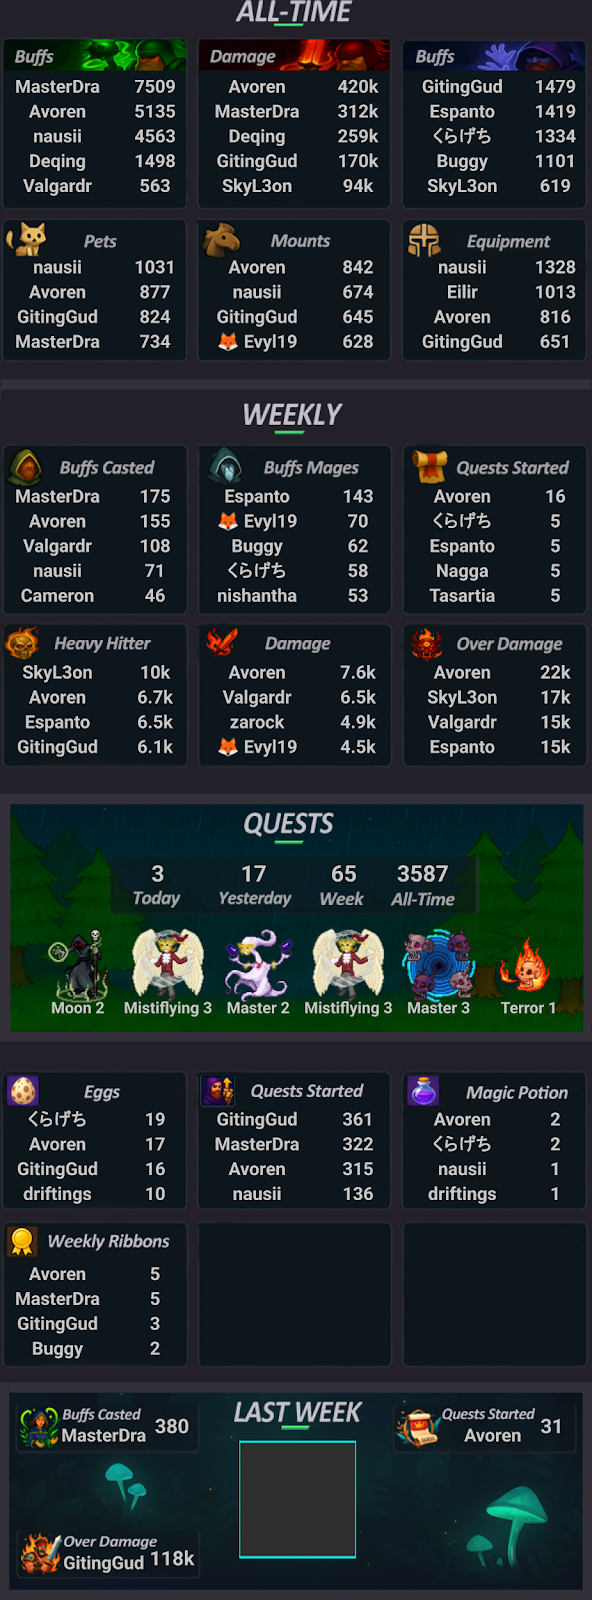 ALL-TIME
Buffs
MasterDra 7509
Avoren 5135
nausii 4563
Deqing 1498
Valgardr 563
Damage
Avoren 420k
MasterDra 312k
Deqing 259k
GitingGud 170k
SkyL3on 94k
Buffs
GitingGud 1479
Espanto 1419
くらげち 1334
Buggy 1101
SkyL3on 619
Pets
nausii 1031
Avoren 877
GitingGud 824
MasterDra 734
Mounts
Avoren 842
nausii 674
GitingGud 645
🦊 Evyl19 628
Equipment
nausii 1328
Eilir 1013
Avoren 816
GitingGud 651
WEEKLY
Buffs Casted
MasterDra 175
Avoren 155
Valgardr 108
nausii 71
Cameron 46
Buffs Mages
Espanto 143
🦊 Evyl19 70
Buggy 62
くらげち 58
nishantha 53
Quests Started
Avoren 16
くらげち 5
Espanto 5
Nagga 5
Tasartia 5
Heavy Hitter
SkyL3on 10k
Avoren 6.7k
Espanto 6.5k
GitingGud 6.1k
Damage
Avoren 7.6k
Valgardr 6.5k
zarock 4.9k
🦊 Evyl19 4.5k
Over Damage
Avoren 22k
SkyL3on 17k
Valgardr 15k
Espanto 15k
QUESTS
3 17 65 3587
Today Yesterday Week All-Time
Moon 2 Mistiflying 3 Master 2 Mistiflying 3 Master 3 Terror 1
Eggs
くらげち 19
Avoren 17
GitingGud 16
driftings 10
Quests Started
GitingGud 361
MasterDra 322
Avoren 315
nausii 136
Magic Potion
Avoren 2
くらげち 2
nausii 1
driftings 1
Weekly Ribbons
Avoren 5
MasterDra 5
GitingGud 3
Buggy 2
LAST WEEK
Buffs Casted
MasterDra 380
Quests Started
Avoren 31
Over Damage
GitingGud 118k